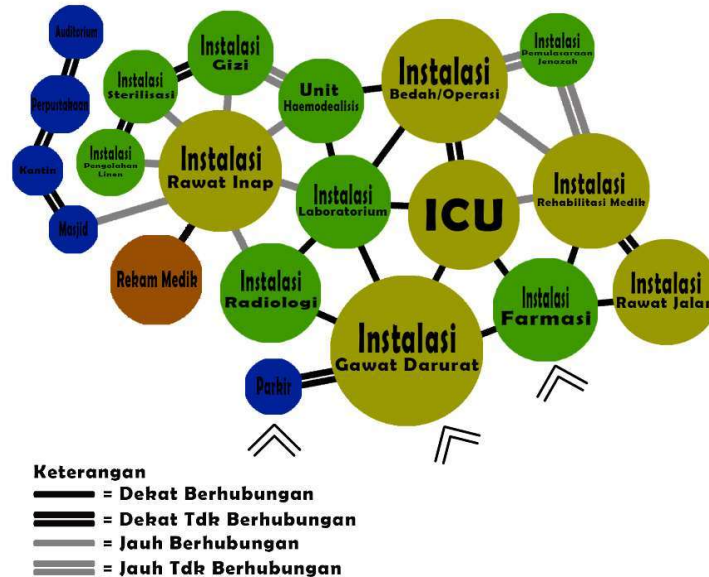 Auditorium
Perpustakaan
Kantin
Masjid
Instalasi
Sterilisasi
Instalasi
Gizi
Instalasi
Pengolahan
Linen
Unit
Haemodealisis
Instalasi
Bedah/Operasi
Instalasi
Pemulasaraan
Jenazah
Instalasi
Rawat Inap
Instalasi
Laboratorium
ICU
Instalasi
Rehabilitasi Medik
Rekam Medik
Instalasi
Radiologi
Instalasi
Gawat Darurat
Instalasi
Farmasi
Instalasi
Rawat Jalan
Parkir
Keterangan
= Dekat Berhubungan
= Dekat Tdk Berhubungan
= Jauh Berhubungan
= Jauh Tdk Berhubungan